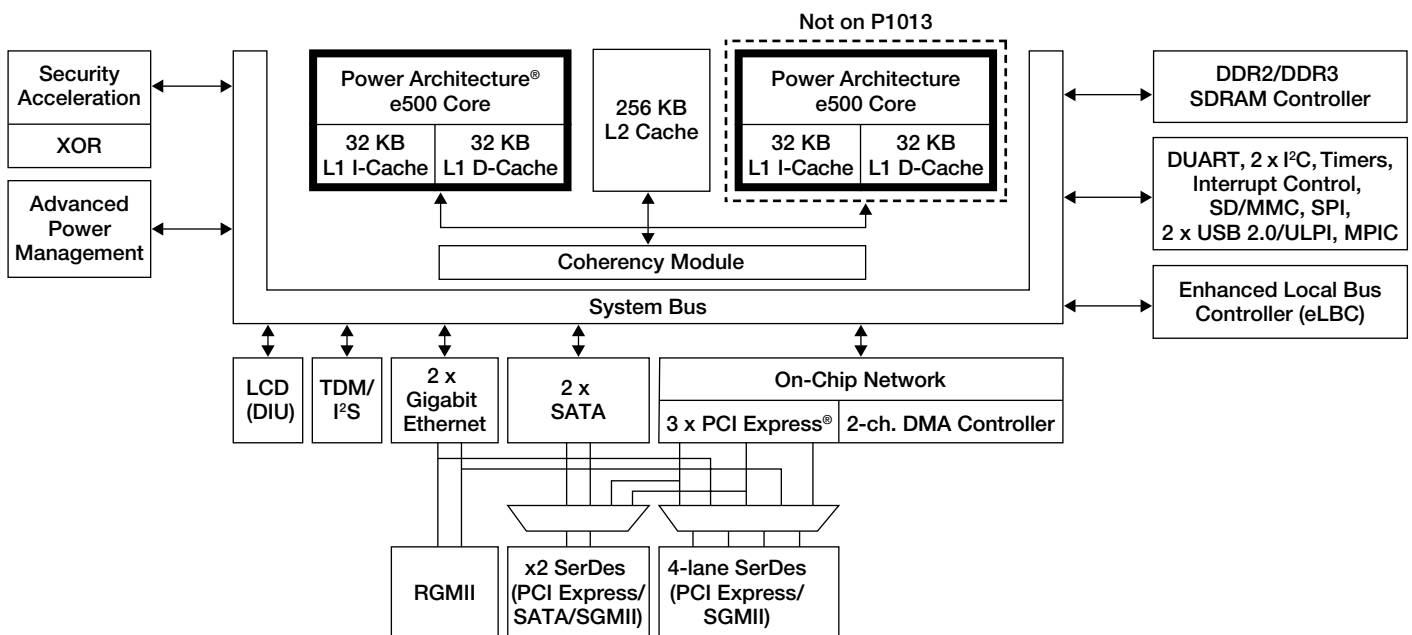 Not on P1013
Security
Acceleration
XOR
Advanced
Power
Management
Power Architecture®
e500 Core
32 KB
L1 I-Cache
32 KB
L1 D-Cache
256 KB
L2 Cache
Power Architecture
e500 Core
32 KB
L1 I-Cache
32 KB
L1 D-Cache
Coherency Module
System Bus
DDR2/DDR3
SDRAM Controller
DUART, 2 x I²C, Timers,
Interrupt Control,
SD/MMC, SPI,
2 x USB 2.0/ULPI, MPIC
Enhanced Local Bus
Controller (eLBC)
LCD
(DIU)
TDM/
I²S
2 x
Gigabit
Ethernet
2 x
SATA
On-Chip Network
3 x PCI Express®
2-ch. DMA Controller
RGMII
x2 SerDes
(PCI Express/
SATA/SGMII)
4-lane SerDes
(PCI Express/
SGMII)